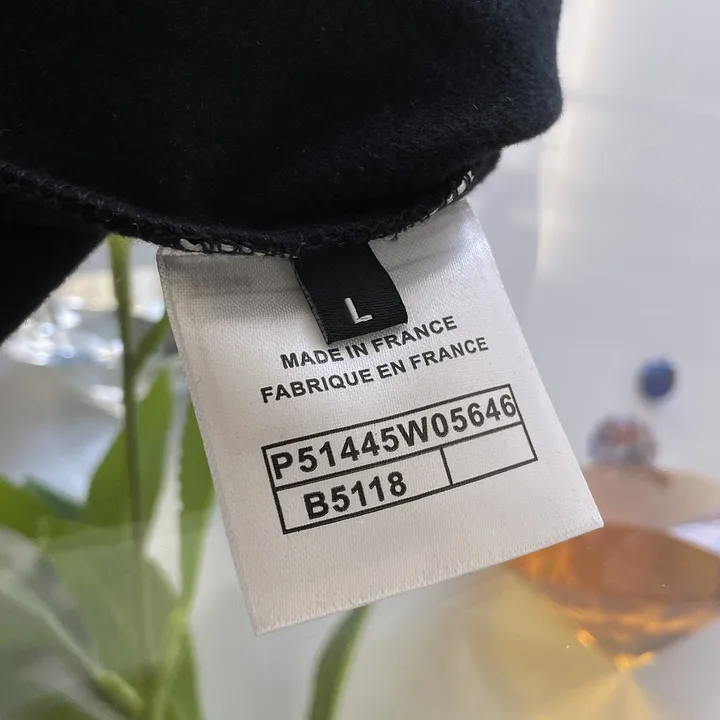 L
MADE IN FRANCE
FABRIQUE EN FRANCE
P51445W05646
B5118